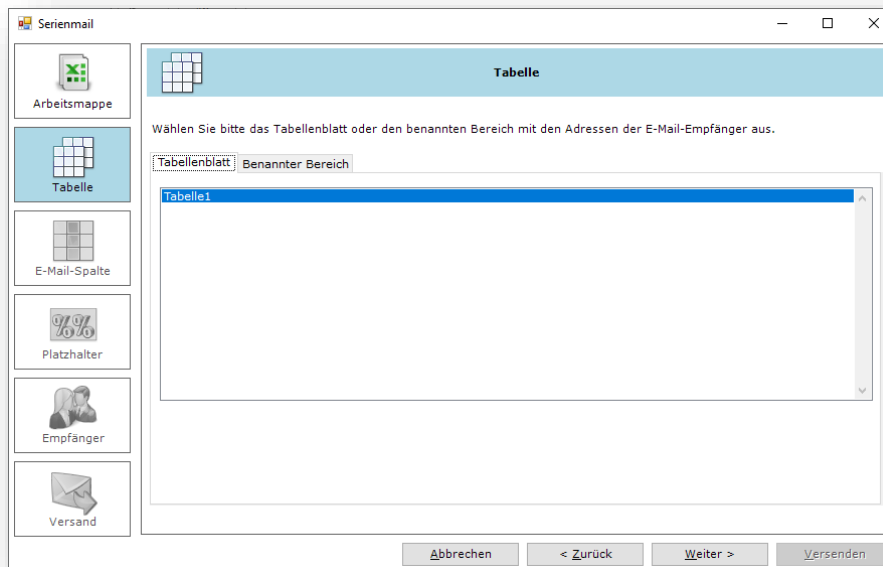 Serienmail
Arbeitsmappe
Tabelle
E-Mail-Spalte
Platzhalter
Empfänger
Versand
Tabelle
Wählen Sie bitte das Tabellenblatt oder den benannten Bereich mit den Adressen der E-Mail-Empfänger aus.
Tabellenblatt Benannter Bereich
Tabelle1
Abbrechen < Zurück Weiter > Versenden